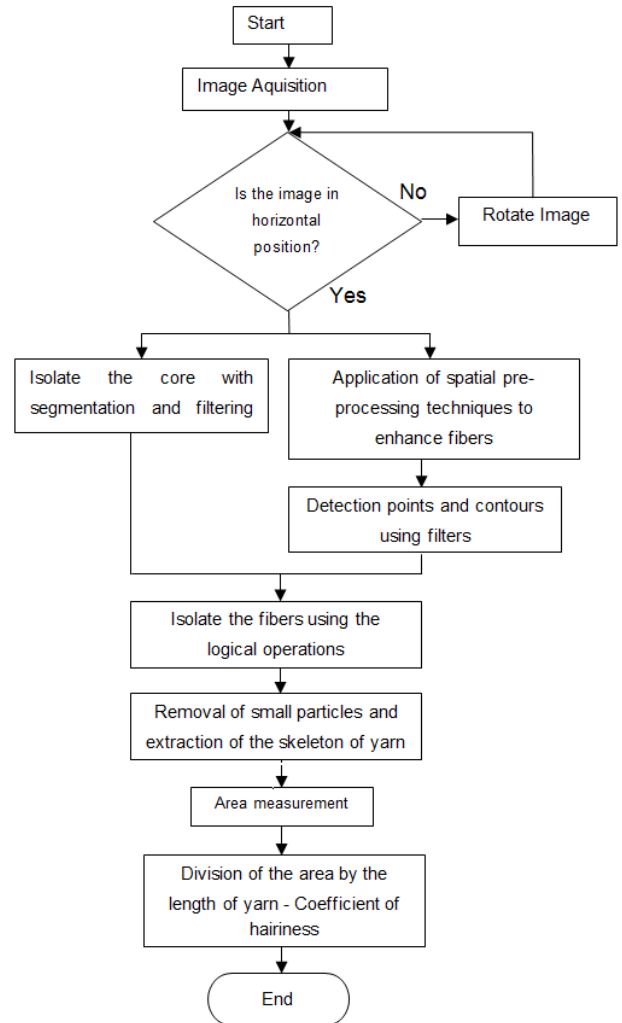 Start
Image Aquisition
Is the image in
horizontal
position?
No
Rotate Image
Yes
Isolate the core with
segmentation and filtering
Application of spatial pre-
processing techniques to
enhance fibers
Detection points and contours
using filters
Isolate the fibers using the
logical operations
Removal of small particles and
extraction of the skeleton of yarn
Area measurement
Division of the area by the
length of yarn - Coefficient of
hairiness
End